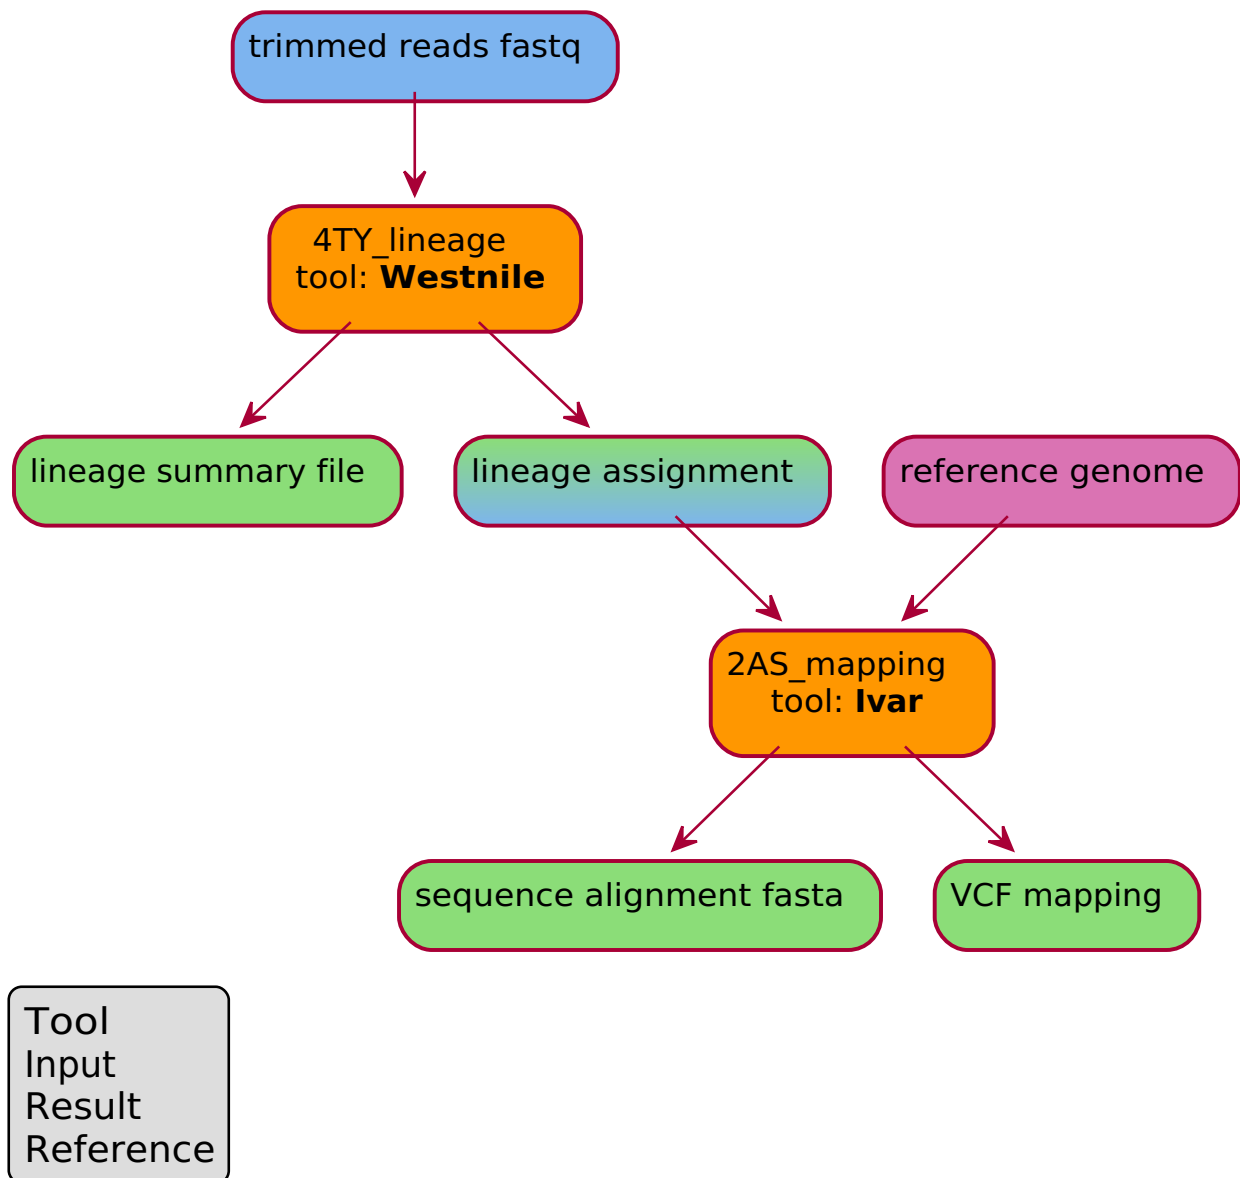 trimmed reads fastq
4TY_lineage
tool: Westnile
lineage summary file
lineage assignment
reference genome
2AS_mapping
tool: Ivar
sequence alignment fasta
VCF mapping
Tool
Input
Result
Reference